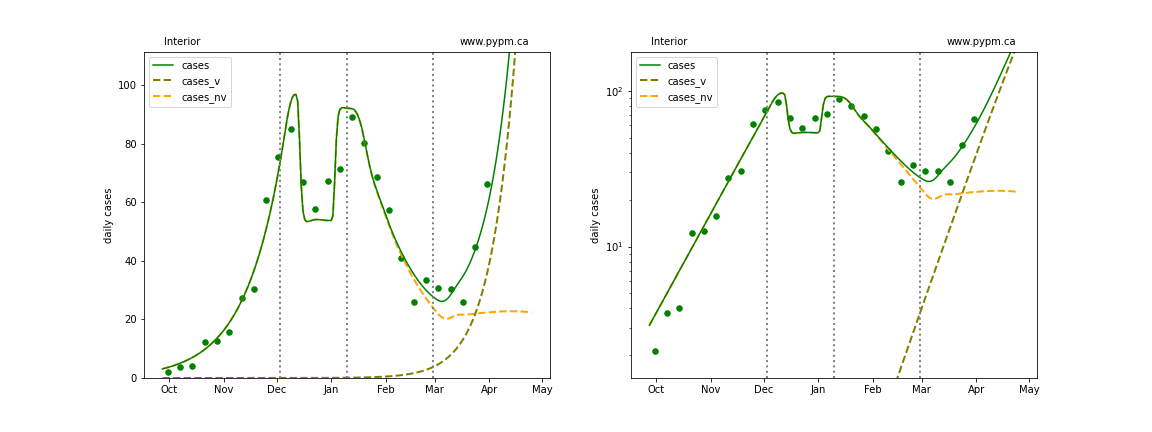 Interior www.pypm.ca
cases
cases_v
cases_nv
daily cases
100
80
60
40
20
0
Oct Nov Dec Jan Feb Mar Apr May
Interior www.pypm.ca
cases
cases_v
cases_nv
daily cases
10²
10¹
Oct Nov Dec Jan Feb Mar Apr May